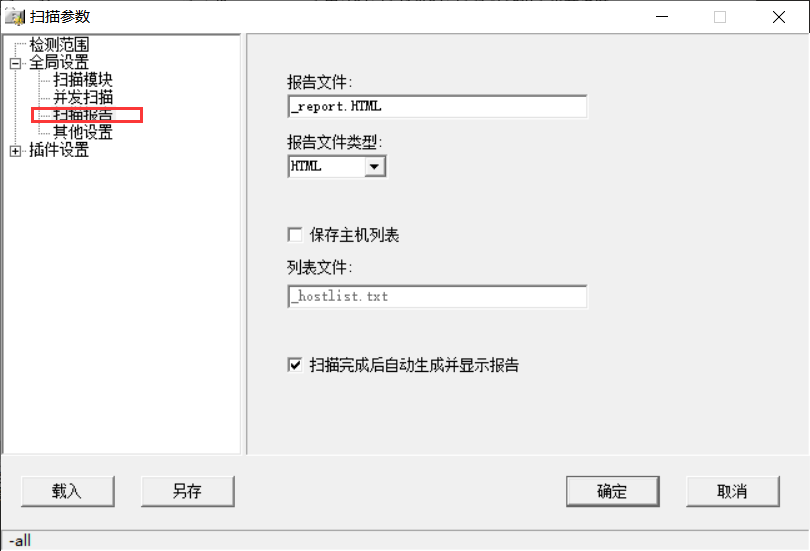 扫描参数
检测范围
全局设置
扫描模块
并发扫描
扫描报告
其他设置
插件设置
报告文件:
_report.HTML
报告文件类型:
HTML
保存主机列表
列表文件:
_hostlist.txt
扫描完成后自动生成并显示报告
载入
另存
确定
取消
-all